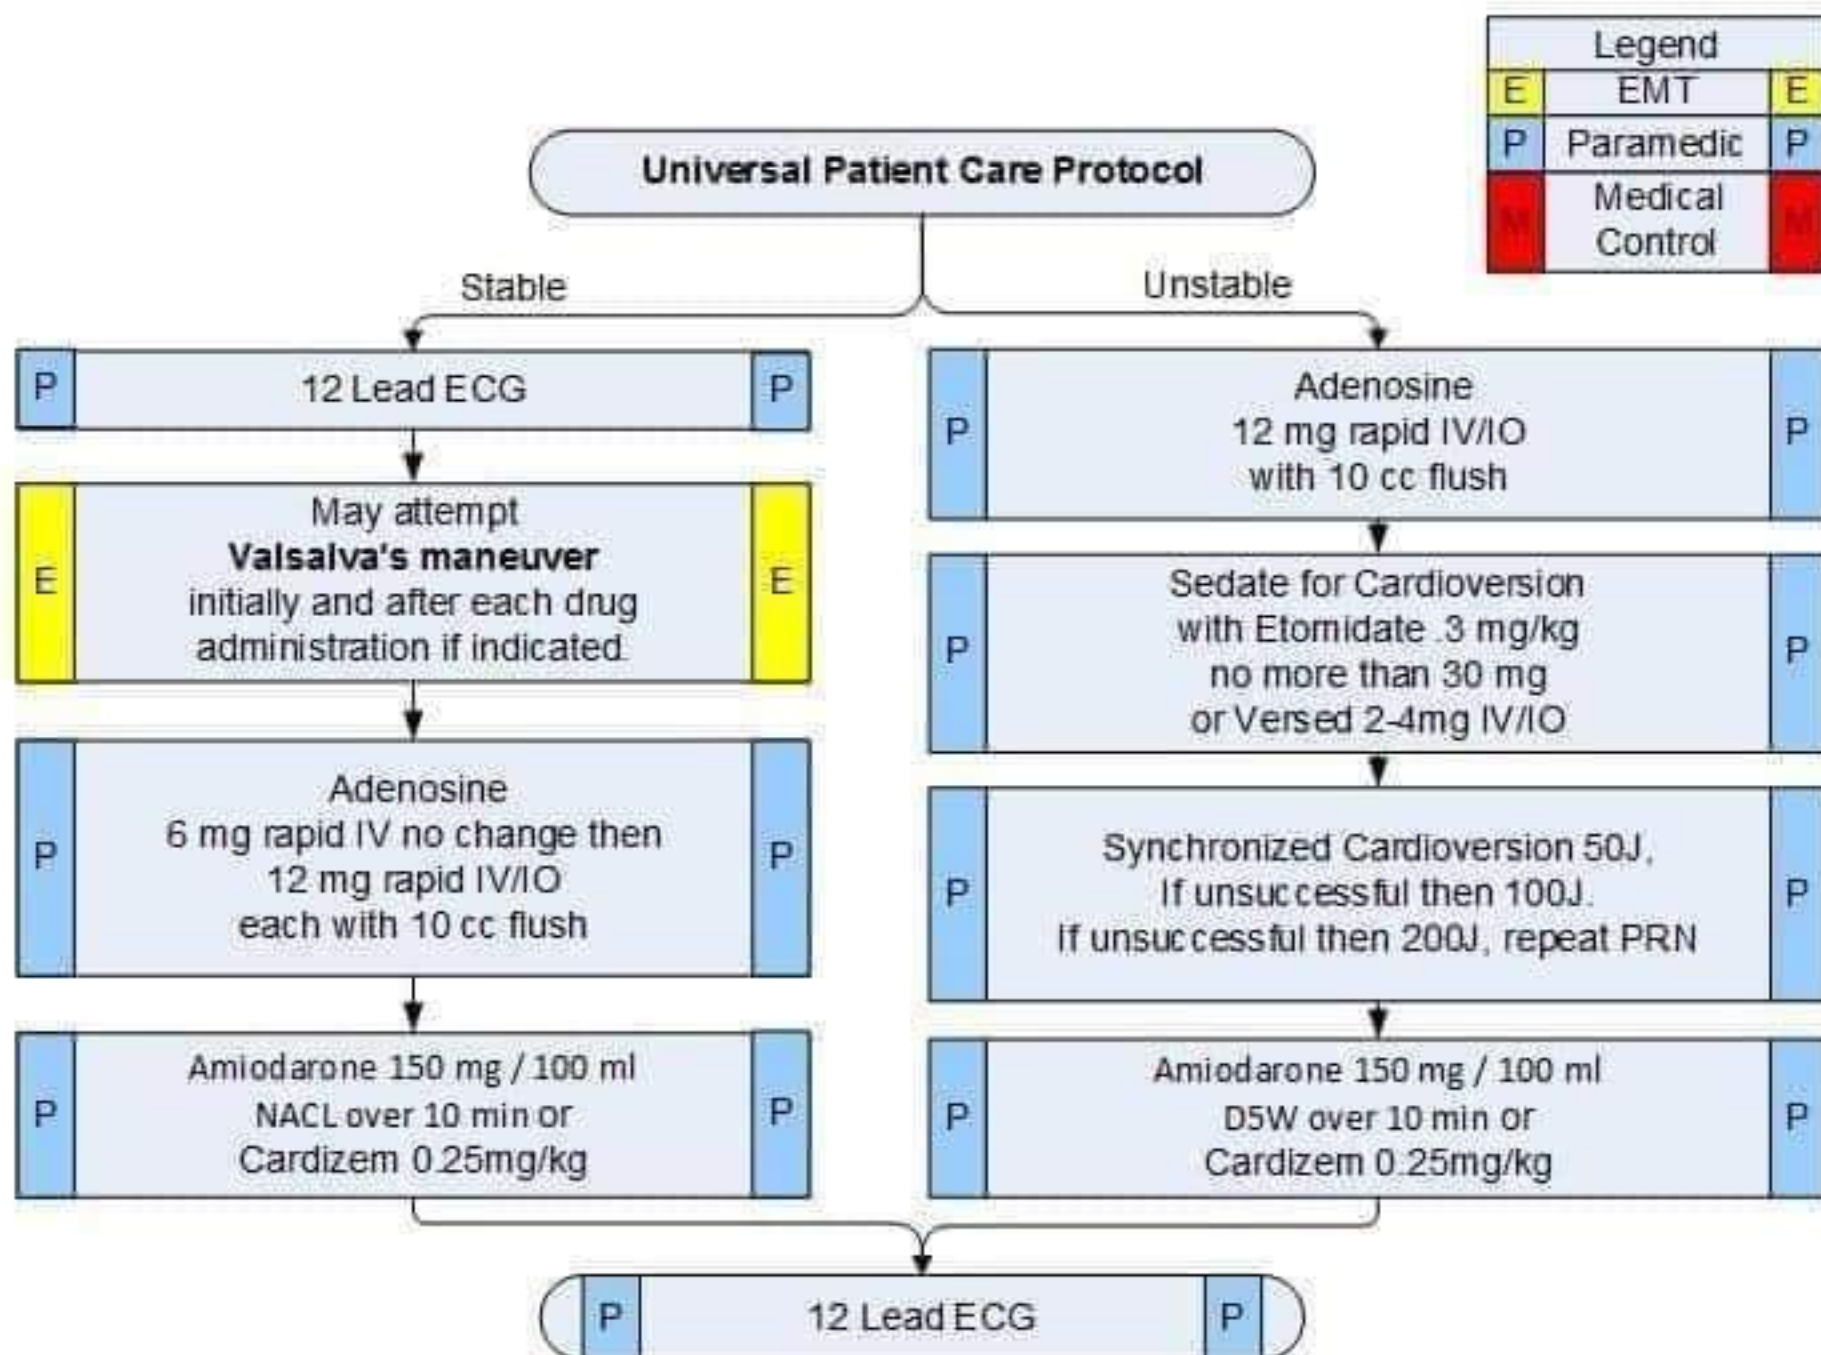 Legend
E EMT E
P Paramedic P
M Medical M
Control
Universal Patient Care Protocol
Stable
Unstable
P 12 Lead ECG P
E May attempt E
Valsalva's maneuver
initially and after each drug
administration if indicated.
P Adenosine P
6 mg rapid IV no change then
12 mg rapid IV/IO
each with 10 cc flush
P Amiodarone 150 mg / 100 ml P
NACL over 10 min or
Cardizem 0.25mg/kg
P Adenosine P
12 mg rapid IV/IO
with 10 cc flush
P Sedate for Cardioversion P
with Etomidate .3 mg/kg
no more than 30 mg
or Versed 2-4mg IV/IO
P Synchronized Cardioversion 50J, P
If unsuccessful then 100J.
If unsuccessful then 200J, repeat PRN
P Amiodarone 150 mg / 100 ml P
D5W over 10 min or
Cardizem 0.25mg/kg
P 12 Lead ECG P